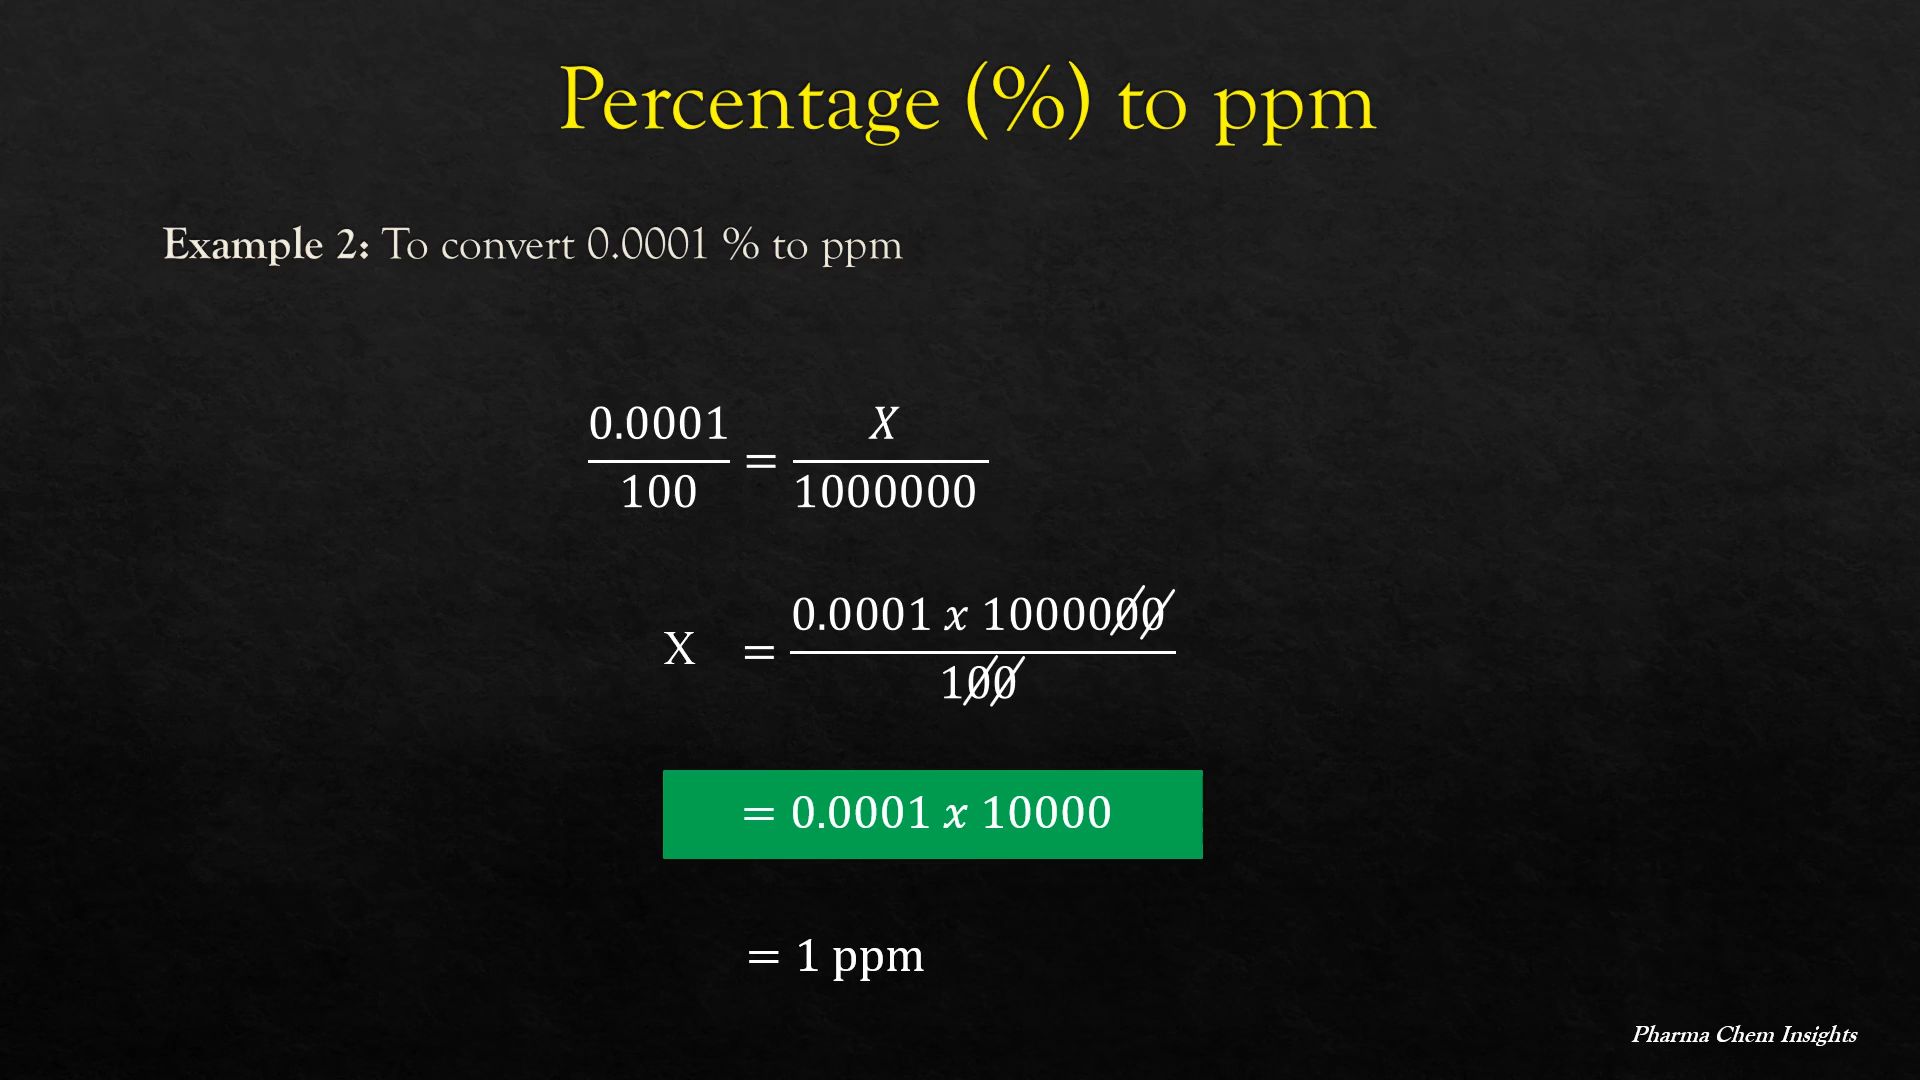 Percentage (%) to ppm
Example 2: To convert 0.0001 % to ppm
0.0001/100 = X/1000000
X = 0.0001 x 1000000/100
= 0.0001 x 10000
= 1 ppm
Pharma Chem Insights